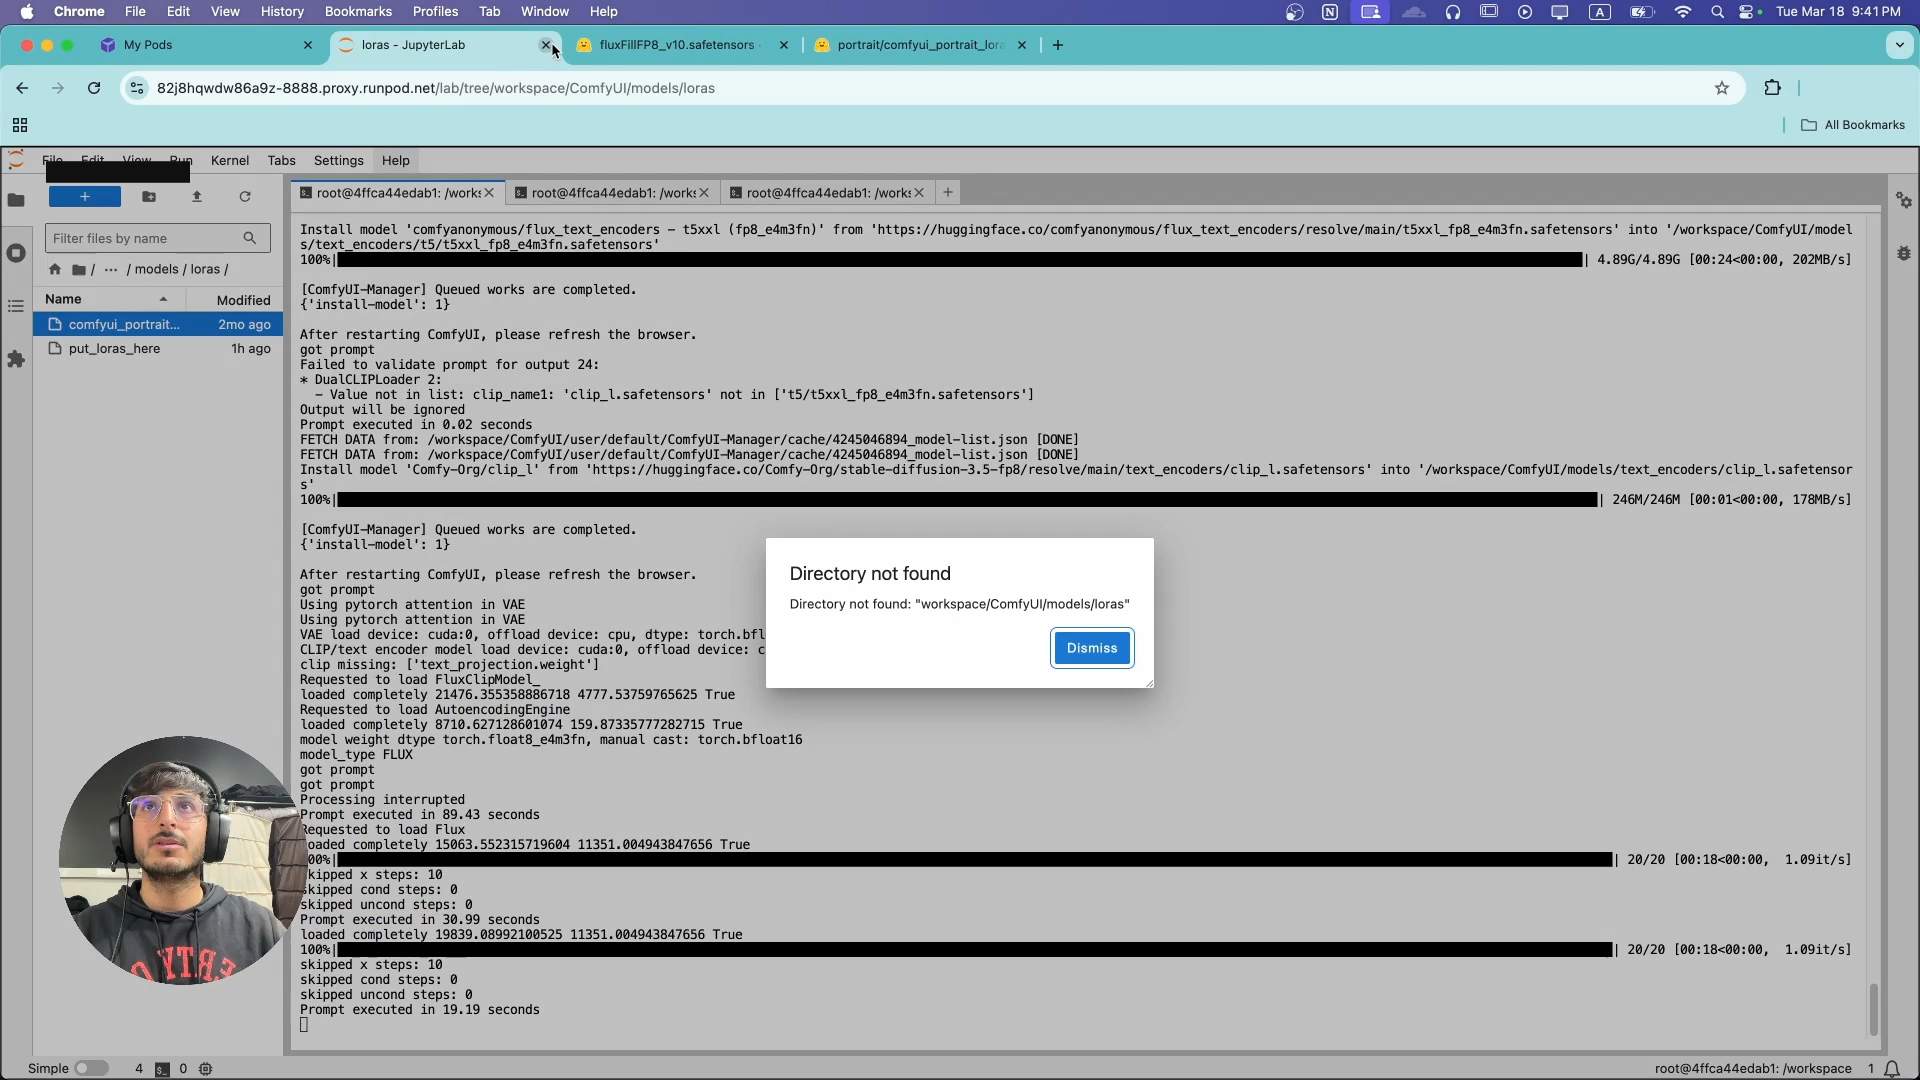 Chrome File Edit View History Bookmarks Profiles Tab Window Help
A Tue Mar 18 9:41 PM
My Pods
loras - JupyterLab
fluxFillFP8_v10.safetensors
portrait/comfyui_portrait_lora
82j8hqwdw86a9z-8888.proxy.runpod.net/lab/tree/workspace/ComfyUI/models/loras
All Bookmarks
File Edit View Run Kernel Tabs Settings Help
root@4ffca44edab1: /works
root@4ffca44edab1: /works
root@4ffca44edab1: /works
Filter files by name
/ ... / models / loras /
Name Modified
comfyui_portrait... 2mo ago
put_loras_here 1h ago
Install model 'comfyanonymous/flux_text_encoders - t5xxl (fp8_e4m3fn)' from 'https://huggingface.co/comfyanonymous/flux_text_encoders/resolve/main/t5xxl_fp8_e4m3fn.safetensors' into '/workspace/ComfyUI/model
s/text_encoders/t5/t5xxl_fp8_e4m3fn.safetensors'
100%| | 4.89G/4.89G [00:24<00:00, 202MB/s]
[ComfyUI-Manager] Queued works are completed.
{'install-model': 1}
After restarting ComfyUI, please refresh the browser.
got prompt
Failed to validate prompt for output 24:
* DualCLIPLoader 2:
- Value not in list: clip_name1: 'clip_l.safetensors' not in ['t5/t5xxl_fp8_e4m3fn.safetensors']
Output will be ignored
Prompt executed in 0.02 seconds
FETCH DATA from: /workspace/ComfyUI/user/default/ComfyUI-Manager/cache/4245046894_model-list.json [DONE]
FETCH DATA from: /workspace/ComfyUI/user/default/ComfyUI-Manager/cache/4245046894_model-list.json [DONE]
Install model 'Comfy-Org/clip_l' from 'https://huggingface.co/Comfy-Org/stable-diffusion-3.5-fp8/resolve/main/text_encoders/clip_l.safetensors' into '/workspace/ComfyUI/models/text_encoders/clip_l.safetensor
s'
100%| | 246M/246M [00:01<00:00, 178MB/s]
[ComfyUI-Manager] Queued works are completed.
{'install-model': 1}
After restarting ComfyUI, please refresh the browser.
got prompt
Using pytorch attention in VAE
Using pytorch attention in VAE
VAE load device: cuda:0, offload device: cpu, dtype: torch.bfl
CLIP/text encoder model load device: cuda:0, offload device: c
clip missing: ['text_projection.weight']
Requested to load FluxClipModel_
loaded completely 21476.355358886718 4777.53759765625 True
Requested to load AutoencodingEngine
loaded completely 8710.627128601074 159.87335777282715 True
model weight dtype torch.float8_e4m3fn, manual cast: torch.bfloat16
model_type FLUX
got prompt
got prompt
Processing interrupted
Prompt executed in 89.43 seconds
Requested to load Flux
loaded completely 15063.552315719604 11351.004943847656 True
00%| | 20/20 [00:18<00:00, 1.09it/s]
skipped x steps: 10
skipped cond steps: 0
skipped uncond steps: 0
Prompt executed in 30.99 seconds
loaded completely 19839.08992100525 11351.004943847656 True
100%| | 20/20 [00:18<00:00, 1.09it/s]
skipped x steps: 10
skipped cond steps: 0
skipped uncond steps: 0
Prompt executed in 19.19 seconds
Directory not found
Directory not found: "workspace/ComfyUI/models/loras"
Dismiss
Simple 4 0
root@4ffca44edab1: /workspace 1